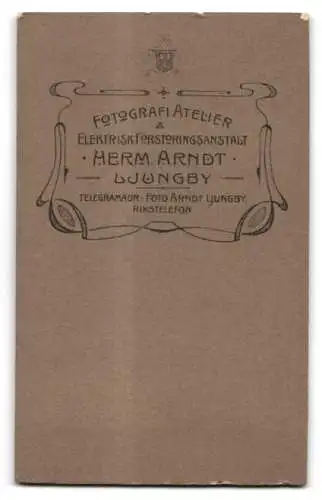 FOTOGRAFI ATELIER
&
ELEKTRISK FÖRSTORINGSANSTALT
· HERM. ARNDT ·
LJUNGBY
TELEGRAMADR: FOTO ARNDT LJUNGBY.
RIKSTELEFON